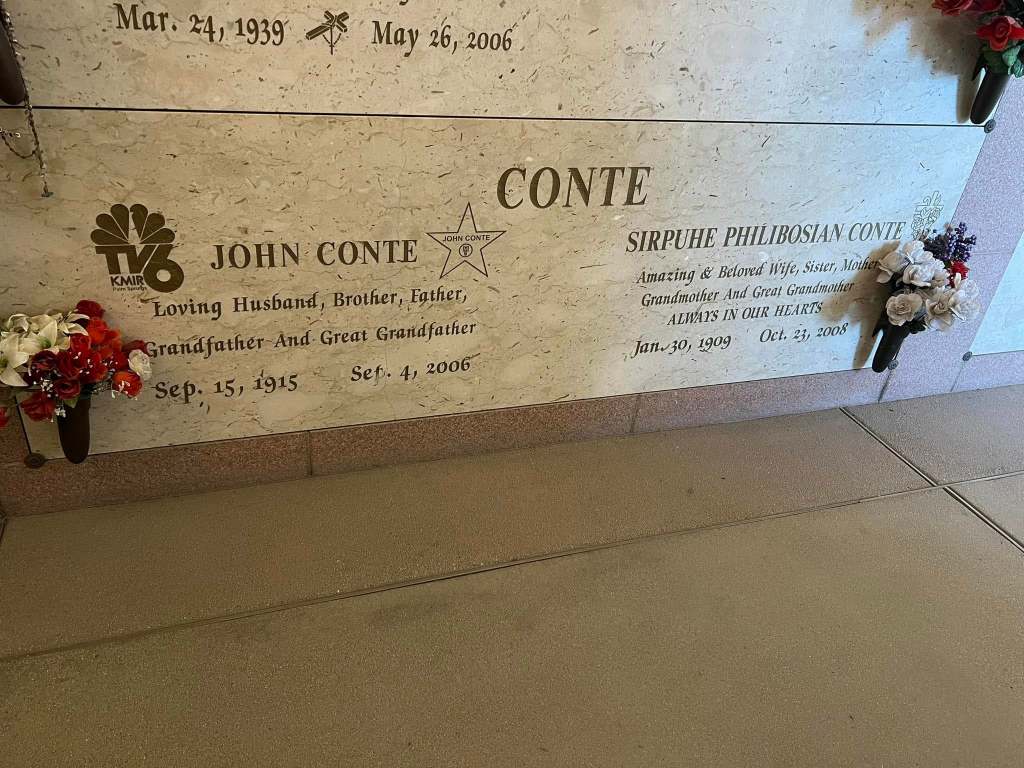 Mar. 24, 1939 May 26, 2006
CONTE
TV6
KMIR
Palm Springs
JOHN CONTE
JOHN CONTE
Loving Husband, Brother, Father,
Grandfather And Great Grandfather
Sep. 15, 1915 Sep. 4, 2006
SIRPUHE PHILIBOSIAN CONTE
Amazing & Beloved Wife, Sister, Mother
Grandmother And Great Grandmother
ALWAYS IN OUR HEARTS
Jan. 30, 1909 Oct. 23, 2008